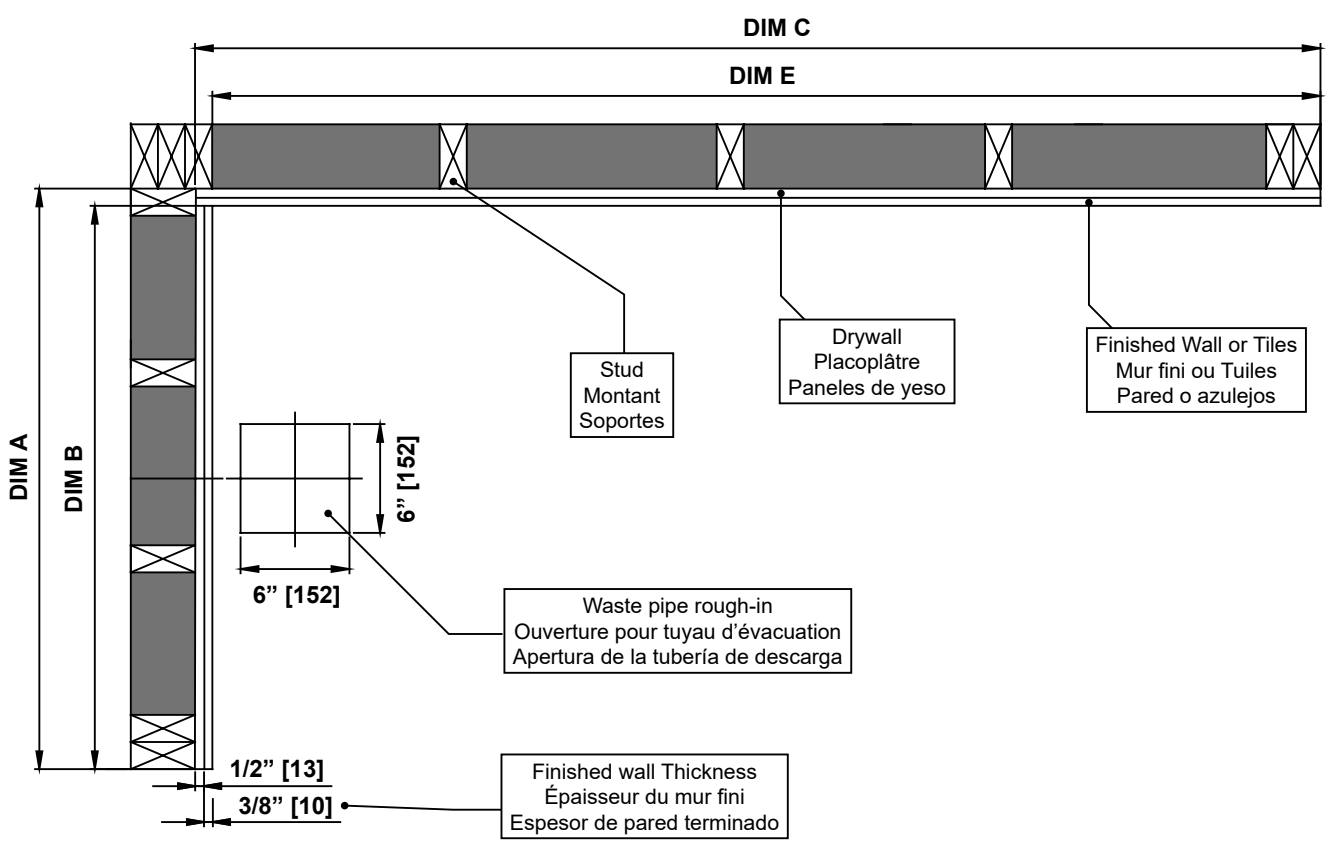 DIM C
DIM E
DIM A
DIM B
Stud
Montant
Soportes
Drywall
Placoplâtre
Paneles de yeso
Finished Wall or Tiles
Mur fini ou Tuiles
Pared o azulejos
6” [152]
6” [152]
Waste pipe rough-in
Ouverture pour tuyau d’évacuation
Apertura de la tubería de descarga
1/2” [13]
3/8” [10]
Finished wall Thickness
Épaisseur du mur fini
Espesor de pared terminado